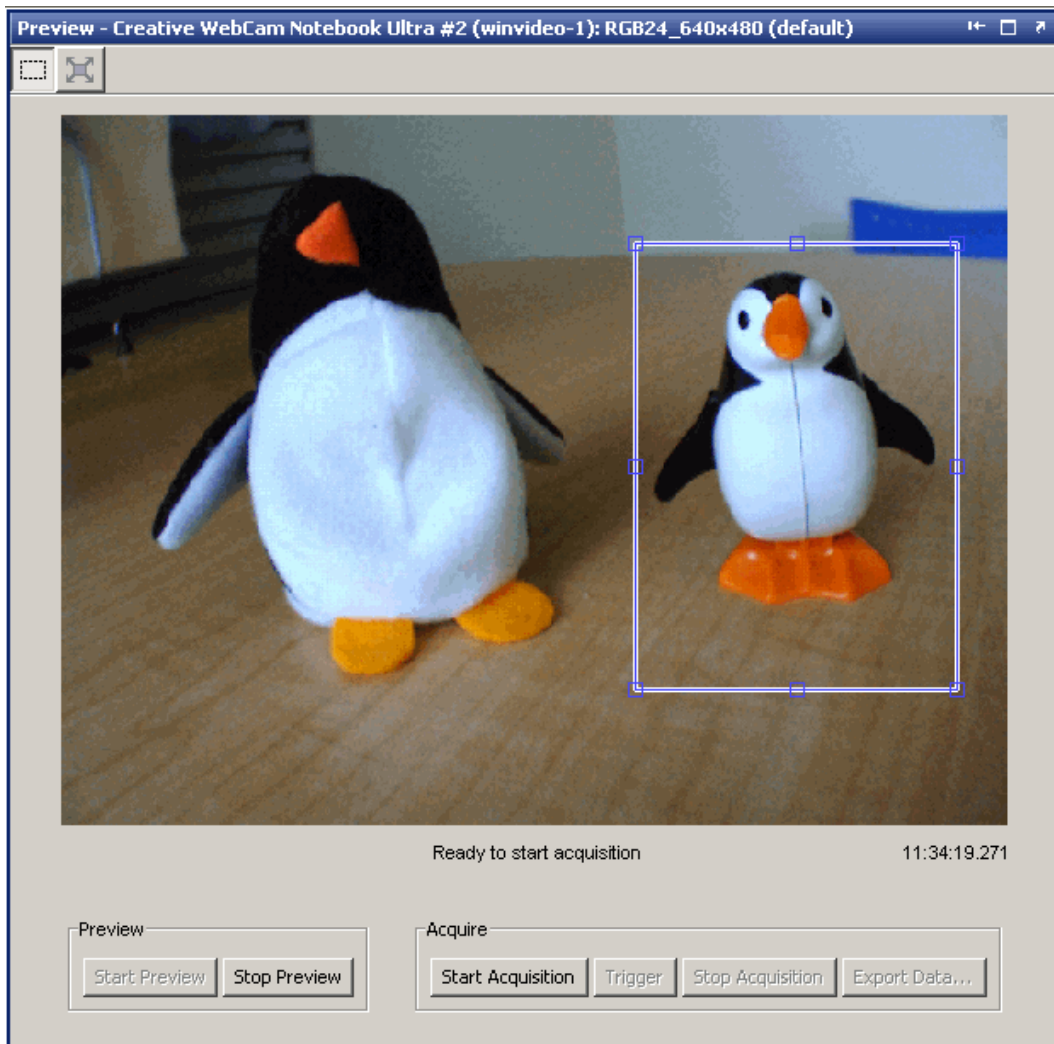 Preview - Creative WebCam Notebook Ultra #2 (winvideo-1): RGB24_640x480 (default)
Ready to start acquisition 11:34:19.271
Preview Acquire
Start Preview Stop Preview Start Acquisition Trigger Stop Acquisition Export Data...